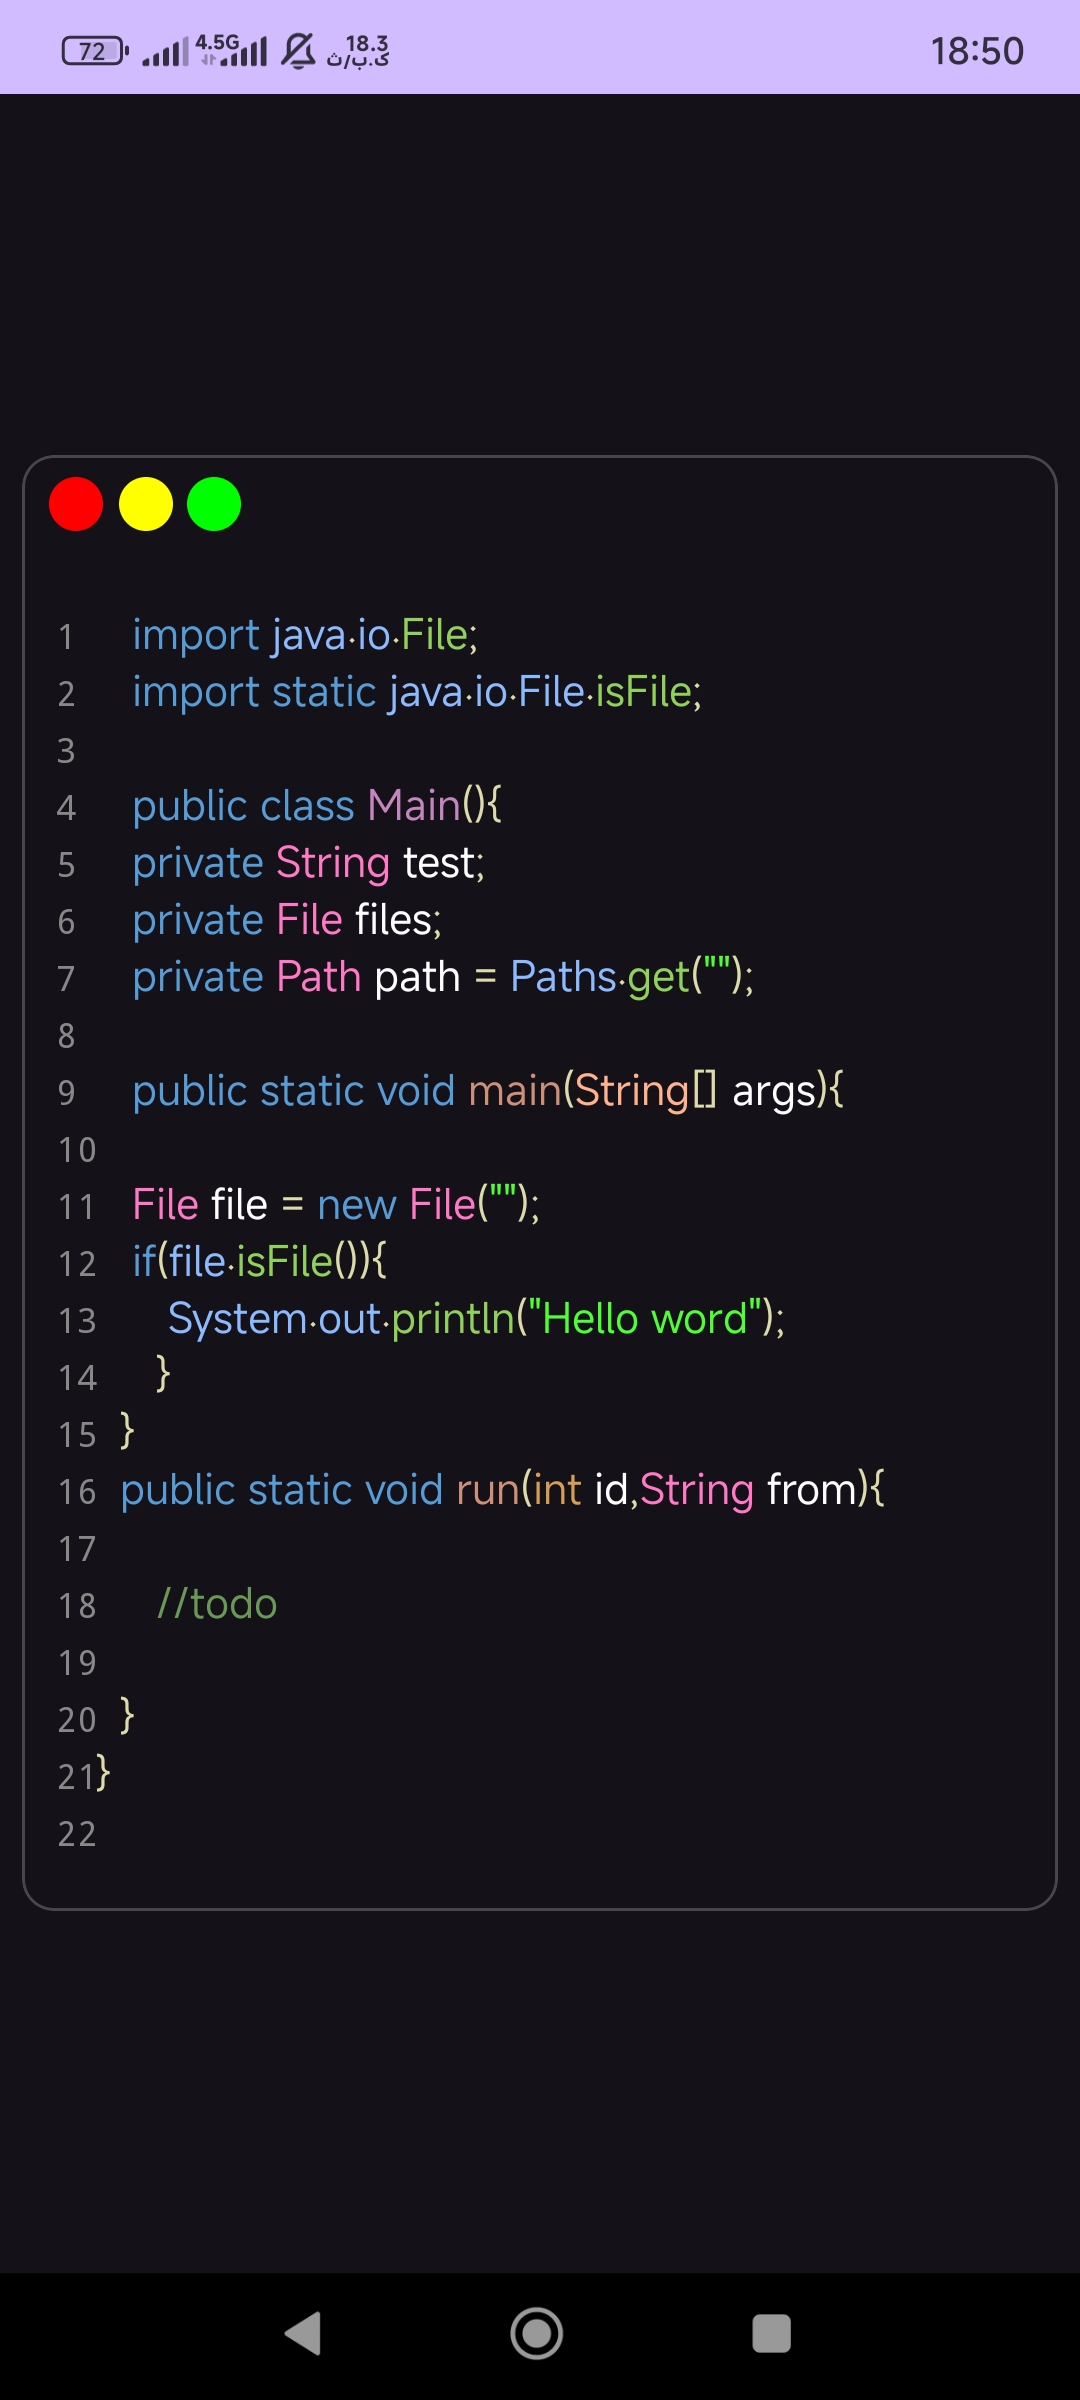 72 4.5G 18.3 ک.ب/ث 18:50
1 import java.io.File;
2 import static java.io.File.isFile;
3
4 public class Main(){
5 private String test;
6 private File files;
7 private Path path = Paths.get("");
8
9 public static void main(String[] args){
10
11 File file = new File("");
12 if(file.isFile()){
13 System.out.println("Hello word");
14 }
15 }
16 public static void run(int id,String from){
17
18 //todo
19
20 }
21 }
22